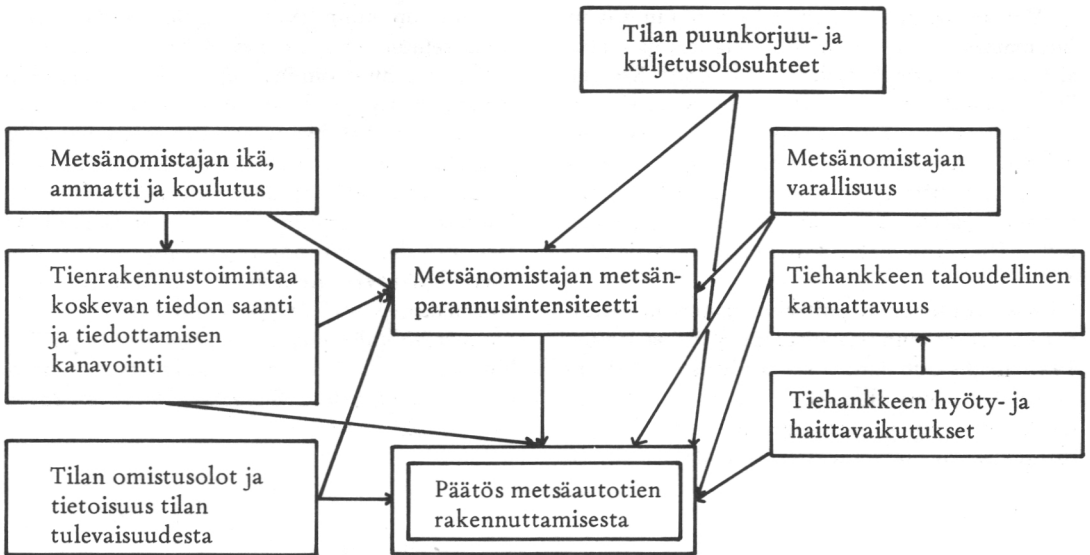 Tilan puunkorjuu- ja
kuljetusolosuhteet
Metsänomistajan ikä,
ammatti ja koulutus
Metsänomistajan
varallisuus
Tienrakennustoimintaa
koskevan tiedon saanti
ja tiedottamisen
kanavointi
Metsänomistajan metsän-
parannusintensiteetti
Tiehankkeen taloudellinen
kannattavuus
Tiehankkeen hyöty- ja
haittavaikutukset
Tilan omistusolot ja
tietoisuus tilan
tulevaisuudesta
Päätös metsäautotien
rakennuttamisesta